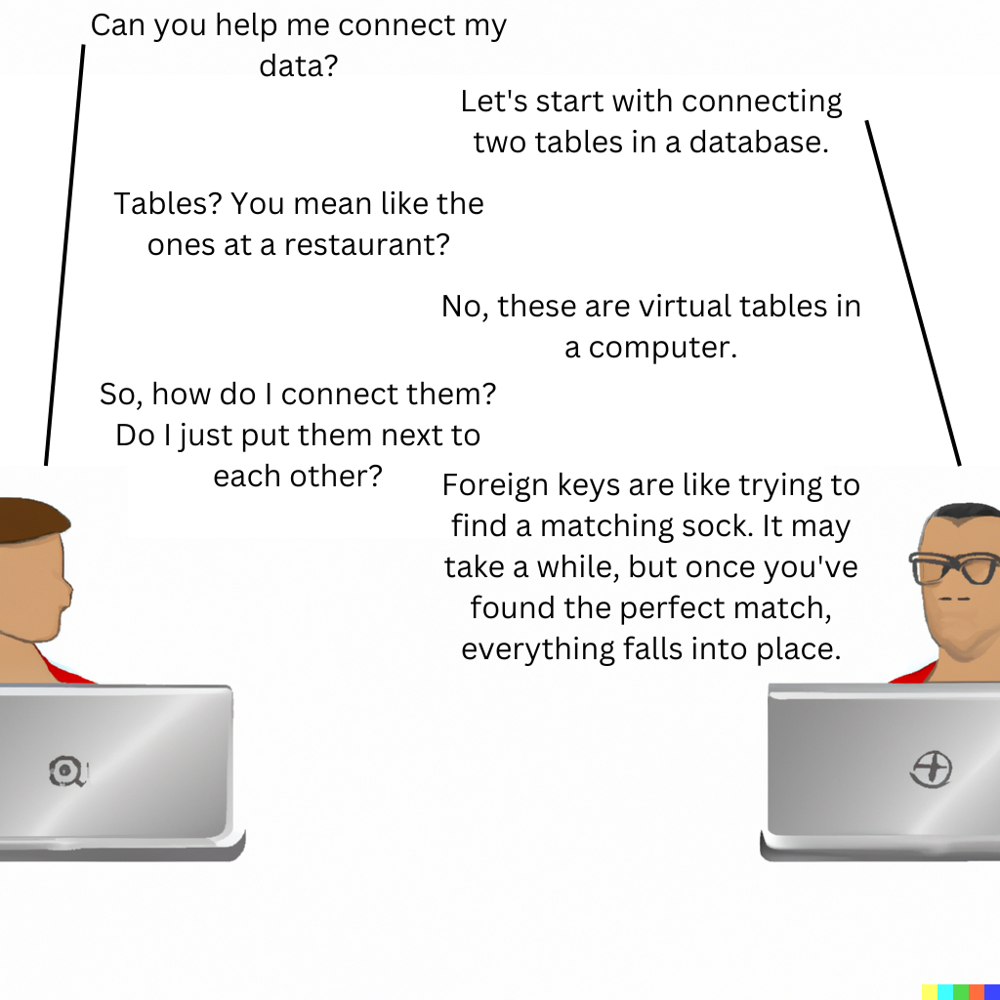 Can you help me connect my
data?
Let's start with connecting
two tables in a database.
Tables? You mean like the
ones at a restaurant?
No, these are virtual tables in
a computer.
So, how do I connect them?
Do I just put them next to
each other?
Foreign keys are like trying to
find a matching sock. It may
take a while, but once you've
found the perfect match,
everything falls into place.